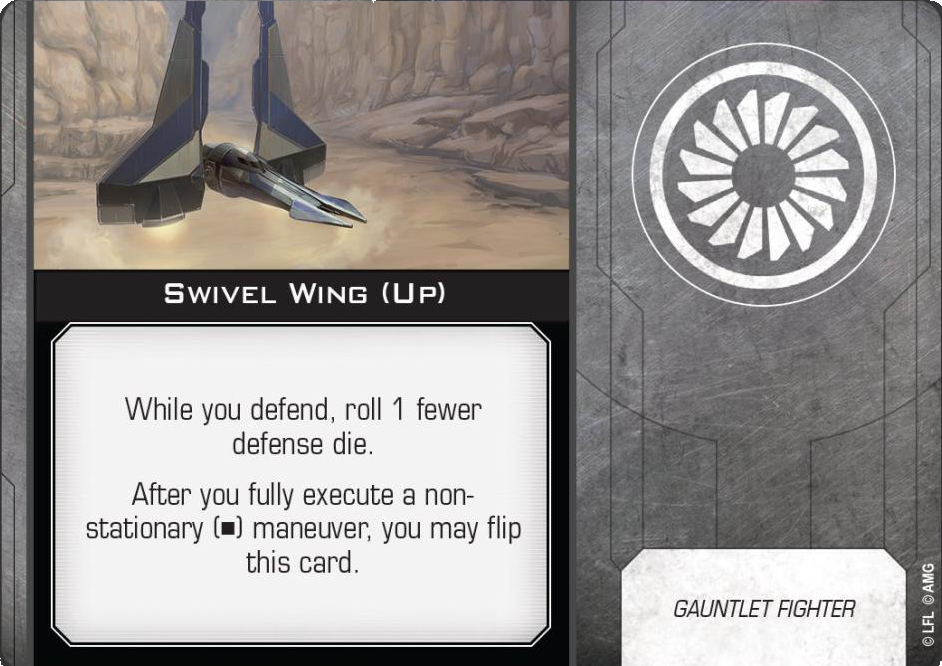 Swivel Wing (Up)
While you defend, roll 1 fewer
defense die.
After you fully execute a non-
stationary (■) maneuver, you may flip
this card.
GAUNTLET FIGHTER
© LFL © AMG